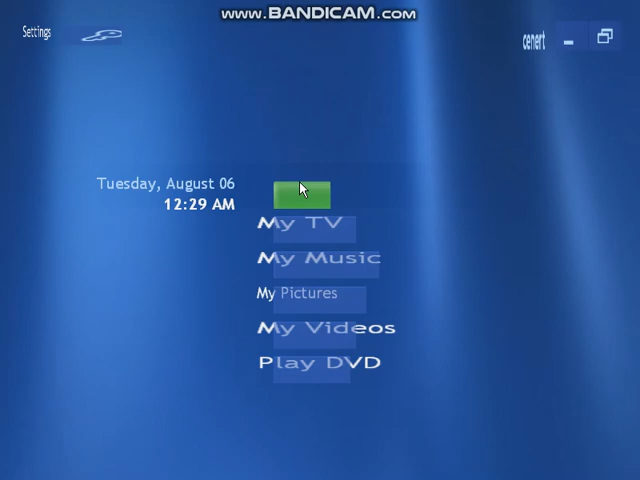 www.BANDICAM.com
Settings
cenert
Tuesday, August 06
12:29 AM
My TV
My Music
My Pictures
My Videos
Play DVD